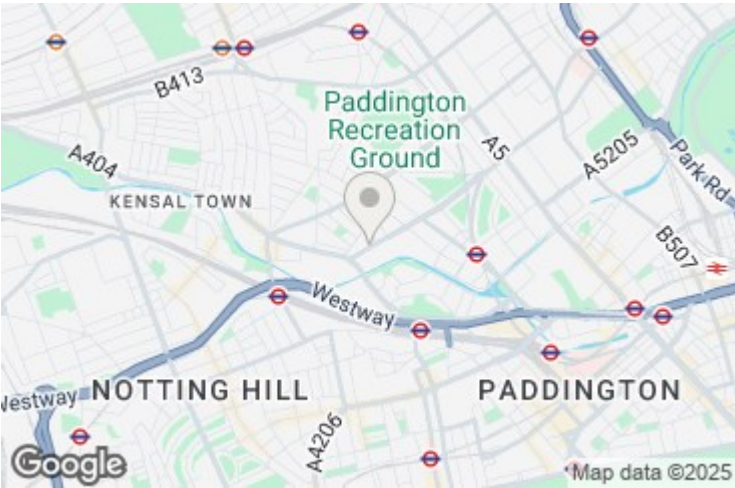 B413
Paddington
Recreation
Ground
A5
A5205
Park Rd
A404
KENSAL TOWN
B507
Westway
Westway
NOTTING HILL
PADDINGTON
A4206
Google
Map data ©2025